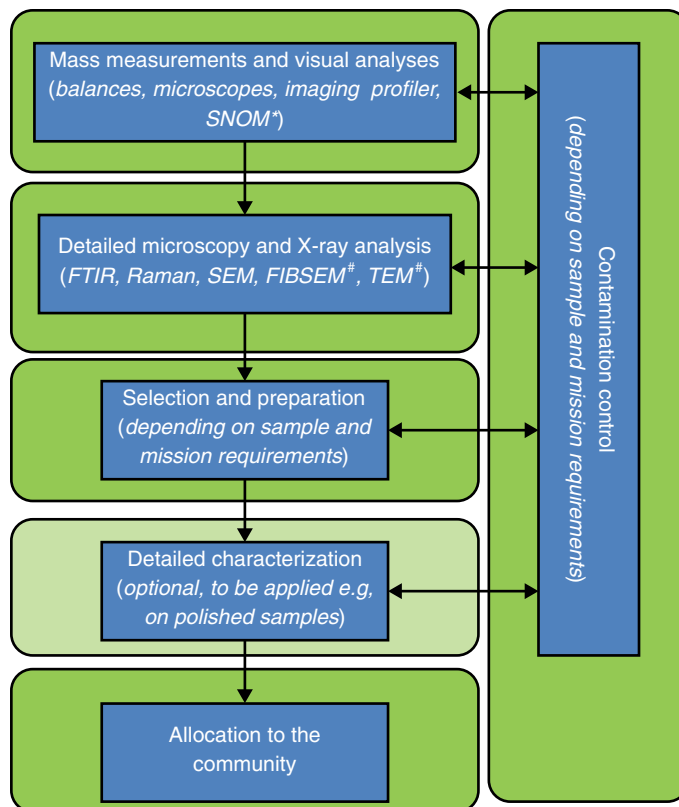 Mass measurements and visual analyses
(balances, microscopes, imaging profiler,
SNOM*)
Detailed microscopy and X-ray analysis
(FTIR, Raman, SEM, FIBSEM#, TEM#)
Selection and preparation
(depending on sample and
mission requirements)
Detailed characterization
(optional, to be applied e.g,
on polished samples)
Allocation to the
community
Contamination control
(depending on sample and mission requirements)